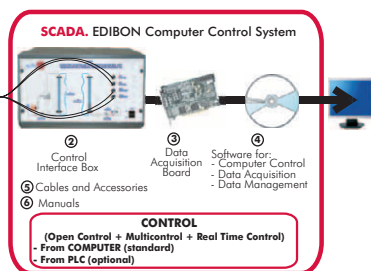 SCADA. EDIBON Computer Control System
②
Control
Interface Box
③
Data
Acquisition
Board
④
Software for:
- Computer Control
- Data Acquisition
- Data Management
⑤ Cables and Accessories
⑥ Manuals
CONTROL
(Open Control + Multicontrol + Real Time Control)
- From COMPUTER (standard)
- From PLC (optional)